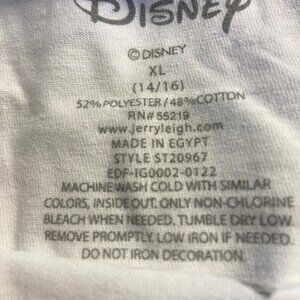 DISNEY
© DISNEY
XL
(14/16)
52% POLYESTER / 48% COTTON
RN# 55219
www.jerryleigh.com
MADE IN EGYPT
STYLE ST20967
EDF-IG0002-0122
MACHINE WASH COLD WITH SIMILAR
COLORS, INSIDE OUT. ONLY NON-CHLORINE
BLEACH WHEN NEEDED. TUMBLE DRY LOW.
REMOVE PROMPTLY. LOW IRON IF NEEDED.
DO NOT IRON DECORATION.